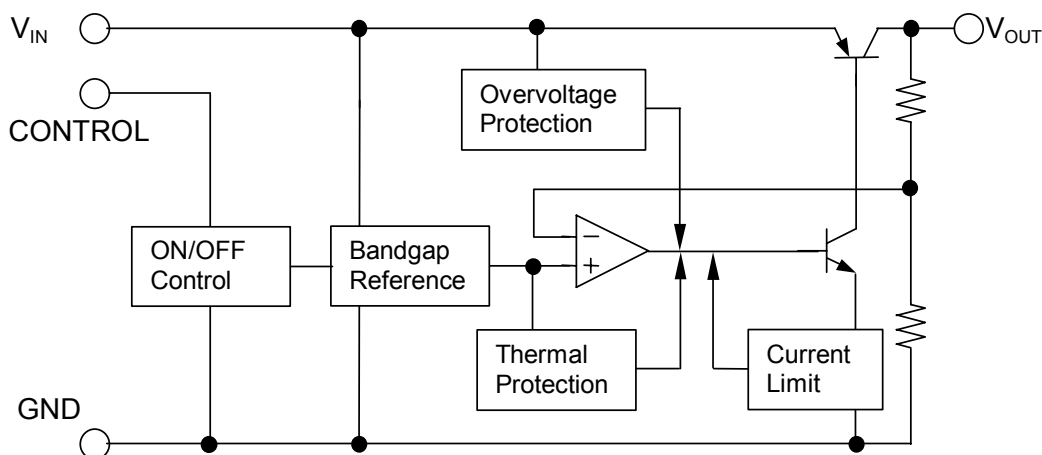 VIN
VOUT
CONTROL
Overvoltage
Protection
ON/OFF
Control
Bandgap
Reference
−
+
Thermal
Protection
Current
Limit
GND